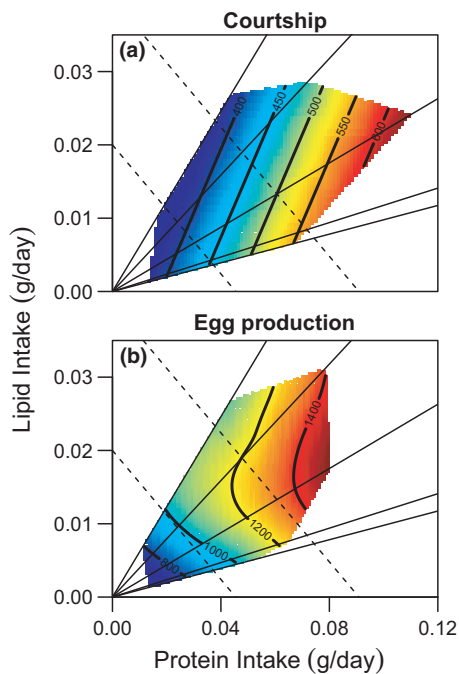 Courtship
(a)
0.03
0.02
0.01
0.00
400
450
500
550
600
Lipid Intake (g/day)
Egg production
(b)
0.03
0.02
0.01
0.00
800
1000
1200
1400
0.00 0.04 0.08 0.12
Protein Intake (g/day)